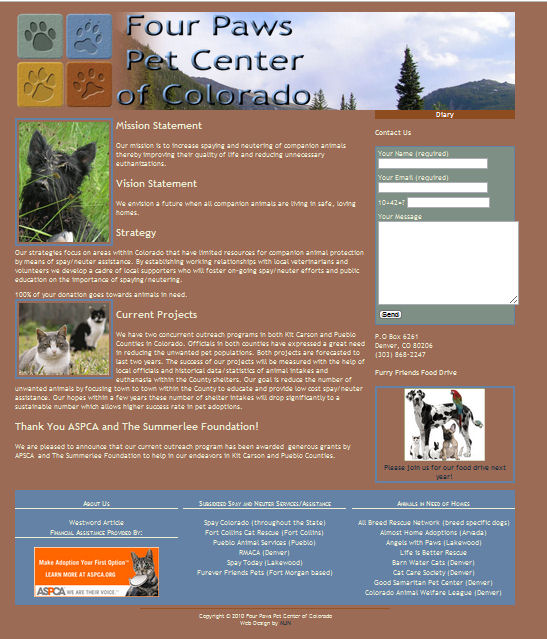 Four Paws
Pet Center
of Colorado
Diary
Mission Statement
Our mission is to increase spaying and neutering of companion animals
thereby improving their quality of life and reducing unnecessary
euthanizations.
Vision Statement
We envision a future when all companion animals are living in safe, loving
homes.
Strategy
Our strategies focus on areas within Colorado that have limited resources for companion animal protection
by means of spay/neuter assistance. By establishing working relationships with local veterinarians and
volunteers we develop a cadre of local supporters who will foster on-going spay/neuter efforts and public
education on the importance of spaying/neutering.
100% of your donation goes towards animals in need.
Current Projects
We have two concurrent outreach programs in both Kit Carson and Pueblo
Counties in Colorado. Officials in both counties have expressed a great need
in reducing the unwanted pet populations. Both projects are forecasted to
last two years. The success of our projects will be measured with the help of
local officials and historical data/statistics of animal intakes and
euthanasia within the County shelters. Our goal is reduce the number of
unwanted animals by focusing town to town within the County to educate and provide low cost spay/neuter
assistance. Our hopes within a few years these number of shelter intakes will drop significantly to a
sustainable number which allows higher success rate in pet adoptions.
Thank You ASPCA and The Summerlee Foundation!
We are pleased to announce that our current outreach program has been awarded generous grants by
APSCA and The Summerlee Foundation to help in our endeavors in Kit Carson and Pueblo Counties.
Contact Us
Your Name (required)
Your Email (required)
10+42=?
Your Message
Send
P.O Box 6261
Denver, CO 80206
(303) 868-2247
Furry Friends Food Drive
Please join us for our food drive next
year!
About Us
Westword Article
Financial Assistance Provided By:
Make Adoption Your First Option™
LEARN MORE AT ASPCA.ORG
ASPCA WE ARE THEIR VOICE.™
Subsidized Spay and Neuter Services/Assistance
Spay Colorado (throughout the State)
Fort Collins Cat Rescue (Fort Collins)
Pueblo Animal Services (Pueblo)
RMACA (Denver)
Spay Today (Lakewood)
Furever Friends Pets (Fort Morgan based)
Animals in Need of Homes
All Breed Rescue Network (breed specific dogs)
Almost Home Adoptions (Arvada)
Angels with Paws (Lakewood)
Life is Better Rescue
Barn Water Cats (Denver)
Cat Care Society (Denver)
Good Samaritan Pet Center (Denver)
Colorado Animal Welfare League (Denver)
Copyright © 2010 Four Paws Pet Center of Colorado
Web Design by